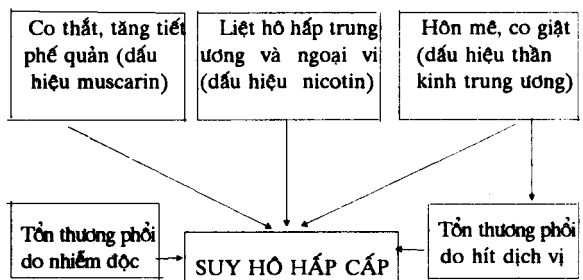 Co thắt, tăng tiết
phế quản (dấu
hiệu muscarin)
Liệt hô hấp trung
ương và ngoại vi
(dấu hiệu nicotin)
Hôn mê, co giật
(dấu hiệu thần
kinh trung ương)
Tổn thương phổi
do nhiễm độc
SUY HÔ HẤP CẤP
Tổn thương phổi
do hít dịch vị